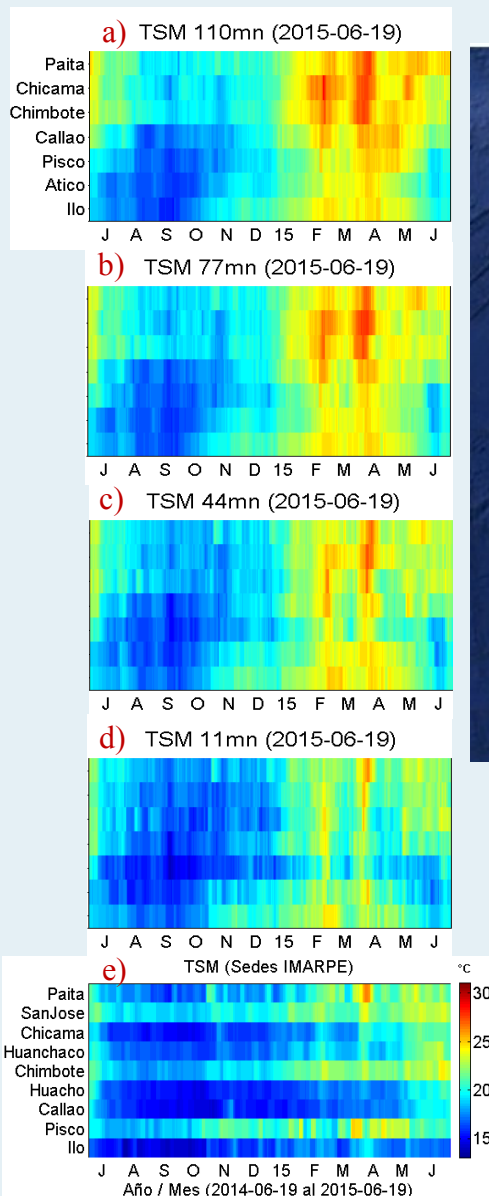 a) TSM 110mn (2015-06-19)
Paita
Chicama
Chimbote
Callao
Pisco
Atico
Ilo
J A S O N D 15 F M A M J
b) TSM 77mn (2015-06-19)
J A S O N D 15 F M A M J
c) TSM 44mn (2015-06-19)
J A S O N D 15 F M A M J
d) TSM 11mn (2015-06-19)
J A S O N D 15 F M A M J
e) TSM (Sedes IMARPE)
°C
Paita
SanJose
Chicama
Huanchaco
Chimbote
Huacho
Callao
Pisco
Ilo
30
25
20
15
J A S O N D 15 F M A M J
Año / Mes (2014-06-19 al 2015-06-19)